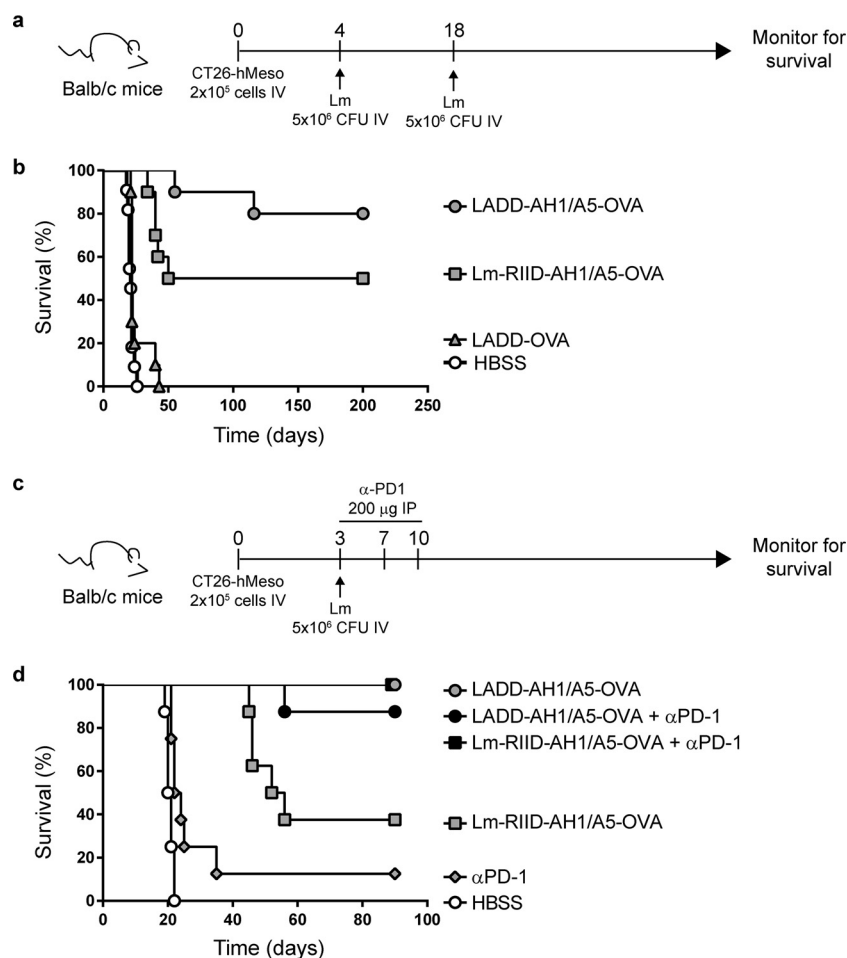 a
0
4
18
Monitor for
survival
Balb/c mice
CT26-hMeso
2x10⁵ cells IV
Lm
5x10⁶ CFU IV
Lm
5x10⁶ CFU IV
b
100
80
60
40
20
0
Survival (%)
0
50
100
150
200
250
Time (days)
LADD-AH1/A5-OVA
Lm-RIID-AH1/A5-OVA
LADD-OVA
HBSS
c
α-PD1
200 µg IP
0
3
7
10
Monitor for
survival
Balb/c mice
CT26-hMeso
2x10⁵ cells IV
Lm
5x10⁶ CFU IV
d
100
80
60
40
20
0
Survival (%)
0
20
40
60
80
100
Time (days)
LADD-AH1/A5-OVA
LADD-AH1/A5-OVA + αPD-1
Lm-RIID-AH1/A5-OVA + αPD-1
Lm-RIID-AH1/A5-OVA
αPD-1
HBSS